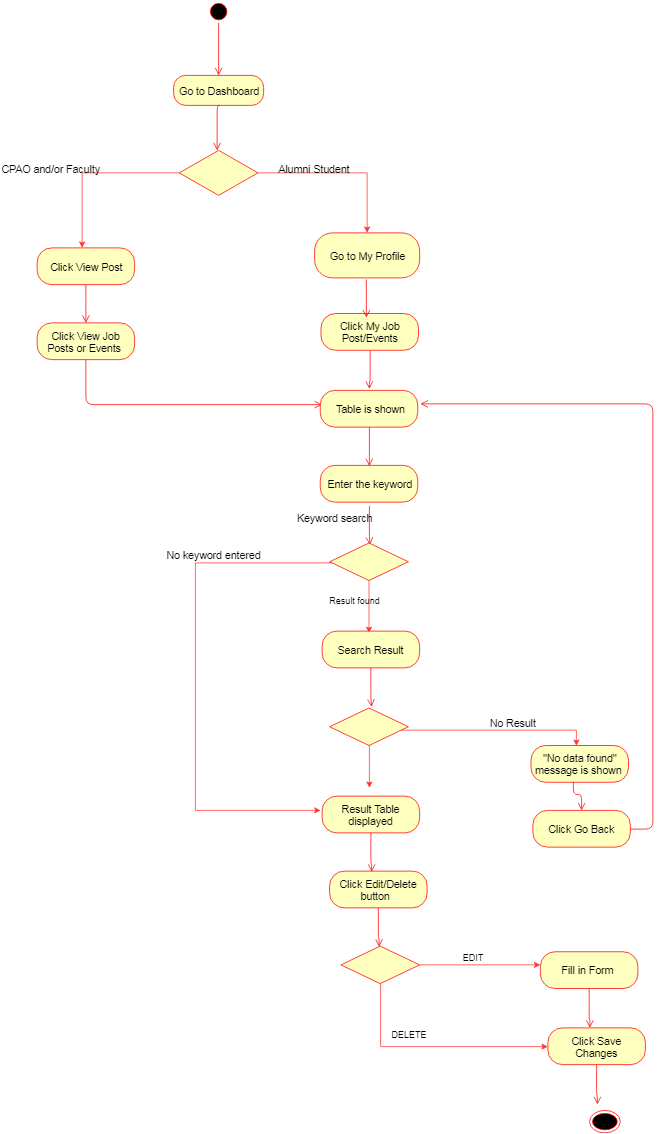 Go to Dashboard
CPAO and/or Faculty
Alumni Student
Click View Post
Go to My Profile
Click View Job
Posts or Events
Click My Job
Post/Events
Table is shown
Enter the keyword
Keyword search
No keyword entered
Result found
Search Result
No Result
"No data found"
message is shown
Result Table
displayed
Click Go Back
Click Edit/Delete
button
EDIT
Fill in Form
DELETE
Click Save
Changes